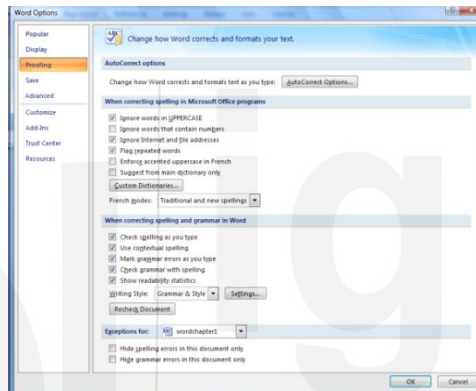 Word Options
Popular
Display
Proofing
Save
Advanced
Customize
Add-Ins
Trust Center
Resources
ABC
Change how Word corrects and formats your text.
AutoCorrect options
Change how Word corrects and formats text as you type: AutoCorrect Options...
When correcting spelling in Microsoft Office programs
Ignore words in UPPERCASE
Ignore words that contain numbers
Ignore Internet and file addresses
Flag repeated words
Enforce accented uppercase in French
Suggest from main dictionary only
Custom Dictionaries...
French modes: Traditional and new spellings
When correcting spelling and grammar in Word
Check spelling as you type
Use contextual spelling
Mark grammar errors as you type
Check grammar with spelling
Show readability statistics
Writing Style: Grammar & Style Settings...
Recheck Document
Exceptions for: wordchapter1
Hide spelling errors in this document only
Hide grammar errors in this document only
OK Cancel